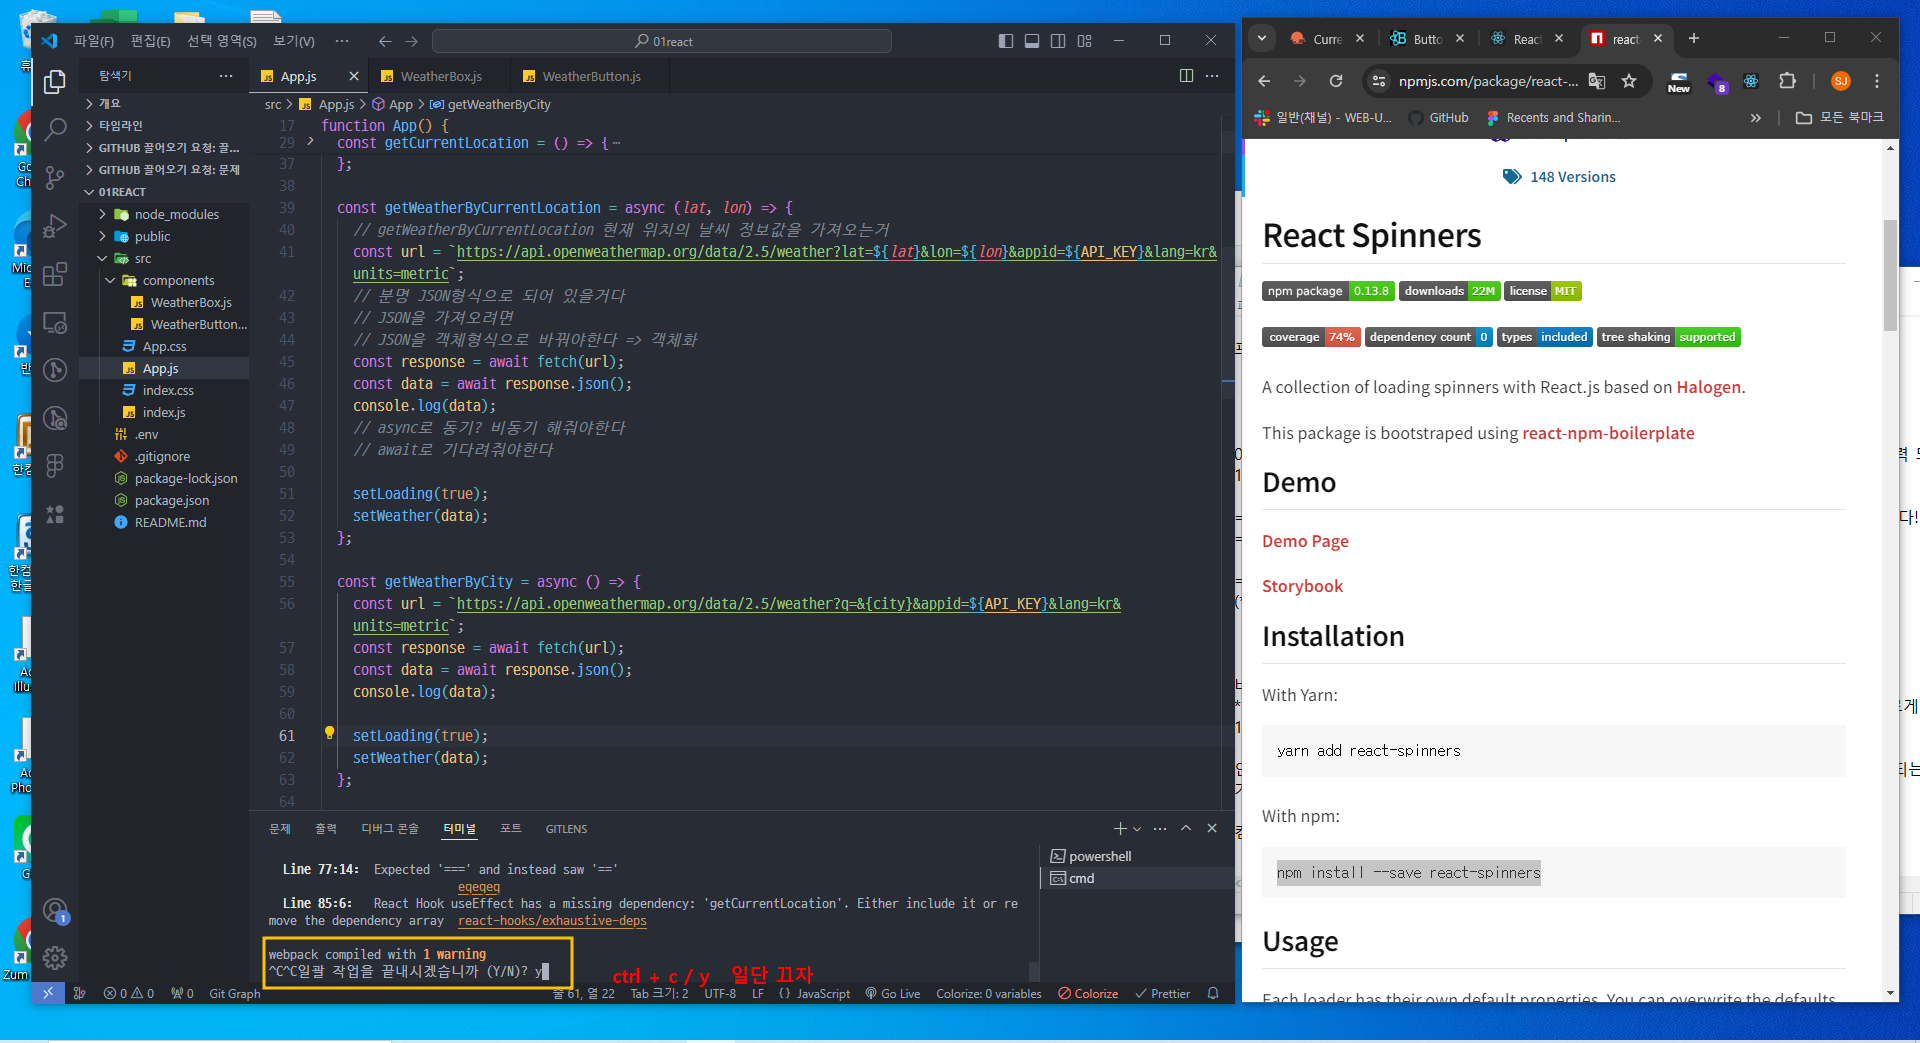 파일(F) 편집(E) 선택 영역(S) 보기(V) ··· 01react
탐색기 ···
개요
타임라인
GITHUB 끌어오기 요청: 끌...
GITHUB 끌어오기 요청: 문제
01REACT
node_modules
public
src
components
WeatherBox.js
WeatherButton...
App.css
App.js
index.css
index.js
.env
.gitignore
package-lock.json
package.json
README.md
App.js WeatherBox.js WeatherButton.js
src > App.js > App > getWeatherByCity
17 function App() {
29 const getCurrentLocation = () => {···
37 };
38
39 const getWeatherByCurrentLocation = async (lat, lon) => {
40 // getWeatherByCurrentLocation 현재 위치의 날씨 정보값을 가져오는거
41 const url = `https://api.openweathermap.org/data/2.5/weather?lat=${lat}&lon=${lon}&appid=${API_KEY}&lang=kr&
units=metric`;
42 // 분명 JSON형식으로 되어 있을거다
43 // JSON을 가져오려면
44 // JSON을 객체형식으로 바꿔야한다 => 객체화
45 const response = await fetch(url);
46 const data = await response.json();
47 console.log(data);
48 // async로 동기? 비동기 해줘야한다
49 // await로 기다려줘야한다
50
51 setLoading(true);
52 setWeather(data);
53 };
54
55 const getWeatherByCity = async () => {
56 const url = `https://api.openweathermap.org/data/2.5/weather?q=&{city}&appid=${API_KEY}&lang=kr&
units=metric`;
57 const response = await fetch(url);
58 const data = await response.json();
59 console.log(data);
60
61 setLoading(true);
62 setWeather(data);
63 };
64
문제 출력 디버그 콘솔 터미널 포트 GITLENS
powershell
cmd
Line 77:14: Expected '===' and instead saw '=='
eqeqeq
Line 85:6: React Hook useEffect has a missing dependency: 'getCurrentLocation'. Either include it or re
move the dependency array react-hooks/exhaustive-deps
webpack compiled with 1 warning
^C^C일괄 작업을 끝내시겠습니까 (Y/N)? y
ctrl + c / y 일단 끄자
0 0 0 Git Graph 줄 61, 열 22 Tab 크기: 2 UTF-8 LF {} JavaScript Go Live Colorize: 0 variables Colorize Prettier
1
Curre Butto React react
npmjs.com/package/react-... New 8 SJ
일반(채널) - WEB-U... GitHub Recents and Sharin... » 모든 북마크
148 Versions
React Spinners
npm package 0.13.8 downloads 22M license MIT
coverage 74% dependency count 0 types included tree shaking supported
A collection of loading spinners with React.js based on Halogen.
This package is bootstraped using react-npm-boilerplate
Demo
Demo Page
Storybook
Installation
With Yarn:
yarn add react-spinners
With npm:
npm install --save react-spinners
Usage
Each loader has their own default properties. You can overwrite the defaults